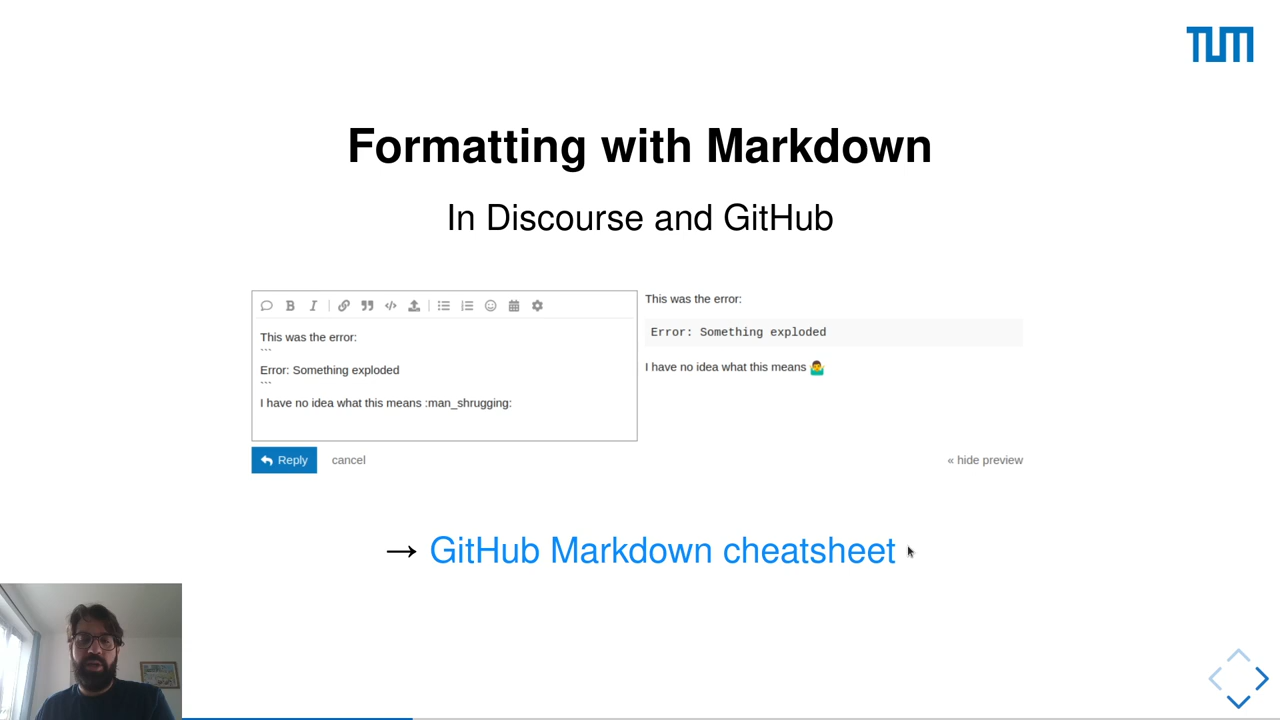 TUM
Formatting with Markdown
In Discourse and GitHub
This was the error:
```
Error: Something exploded
```
I have no idea what this means :man_shrugging:
Reply cancel
This was the error:
Error: Something exploded
I have no idea what this means 🤷‍♂️
« hide preview
→ GitHub Markdown cheatsheet